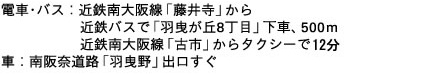 電車・バス：近鉄南大阪線「藤井寺」から
近鉄バスで「羽曳が丘8丁目」下車、500m
近鉄南大阪線「古市」からタクシーで12分
車：南阪奈道路「羽曳野」出口すぐ